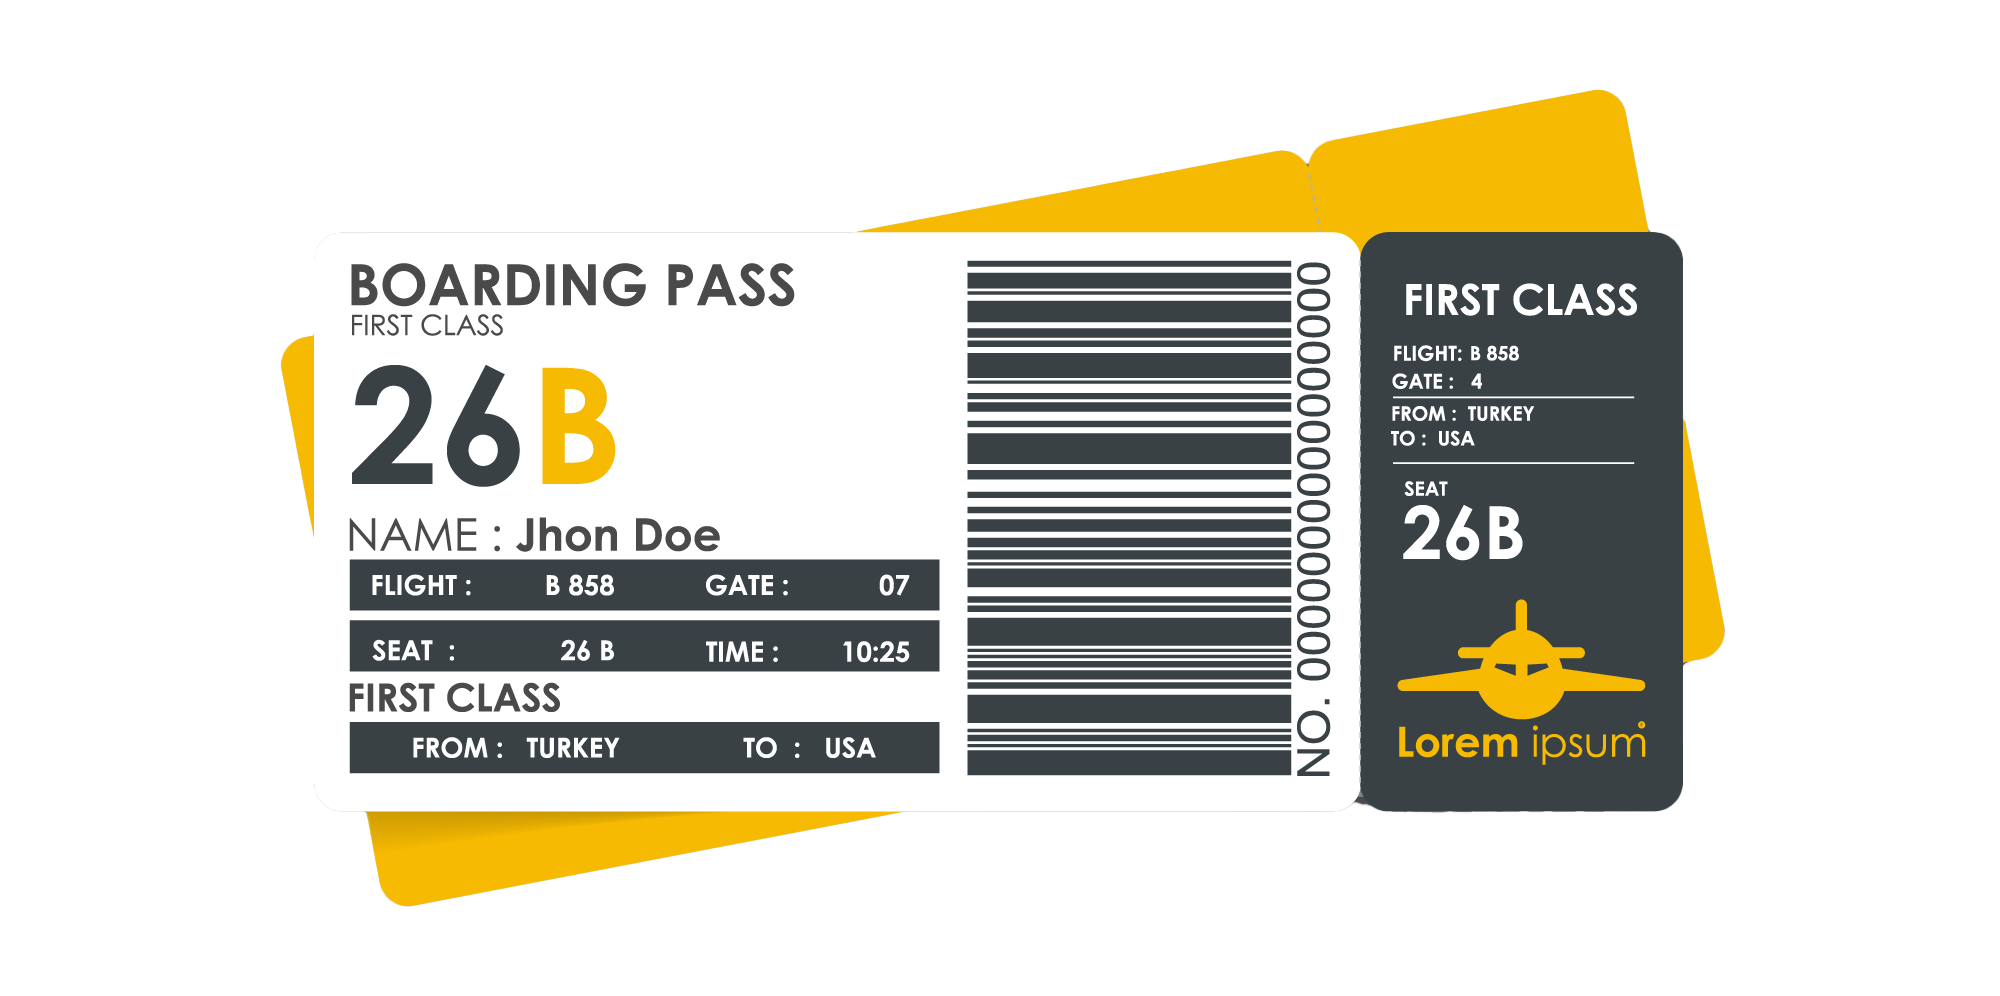 BOARDING PASS
FIRST CLASS
26B
NAME : Jhon Doe
FLIGHT : B 858 GATE : 07
SEAT : 26 B TIME : 10:25
FIRST CLASS
FROM : TURKEY TO : USA
NO. 0000000000000000
FIRST CLASS
FLIGHT: B 858
GATE : 4
FROM : TURKEY
TO : USA
SEAT
26B
Lorem ipsum